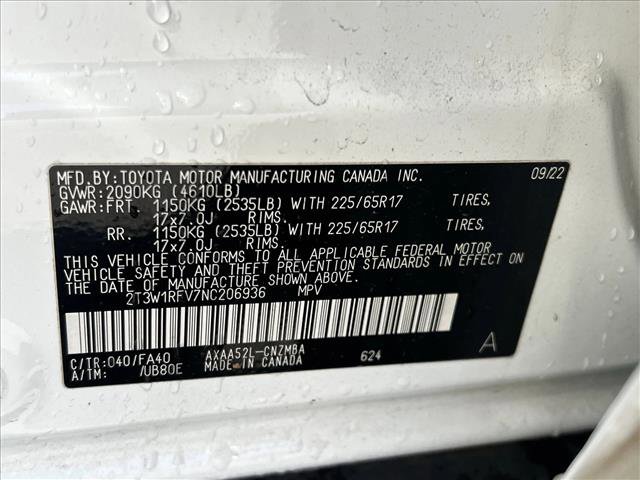 MFD.BY:TOYOTA MOTOR MANUFACTURING CANADA INC. 09/22
GVWR:2090KG (4610LB)
GAWR:FRT. 1150KG (2535LB) WITH 225/65R17 TIRES,
17x7.0J RIMS.
RR. 1150KG (2535LB) WITH 225/65R17 TIRES,
17x7.0J RIMS.
THIS VEHICLE CONFORMS TO ALL APPLICABLE FEDERAL MOTOR
VEHICLE SAFETY AND THEFT PREVENTION STANDARDS IN EFFECT ON
THE DATE OF MANUFACTURE SHOWN ABOVE.
2T3W1RFV7NC206936 MPV
C/TR:040/FA40 AXAA52L-CNZMBA 624 A
A/TM: /UB80E MADE IN CANADA